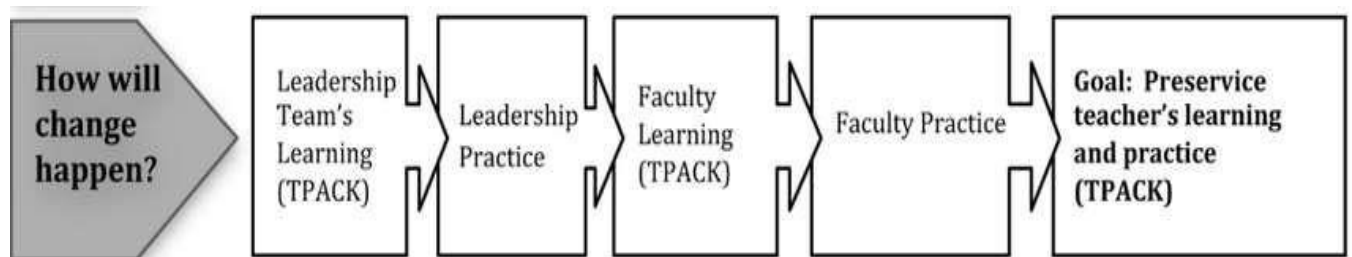 How will
change
happen?
Leadership
Team's
Learning
(TPACK)
Leadership
Practice
Faculty
Learning
(TPACK)
Faculty Practice
Goal: Preservice
teacher's learning
and practice
(TPACK)